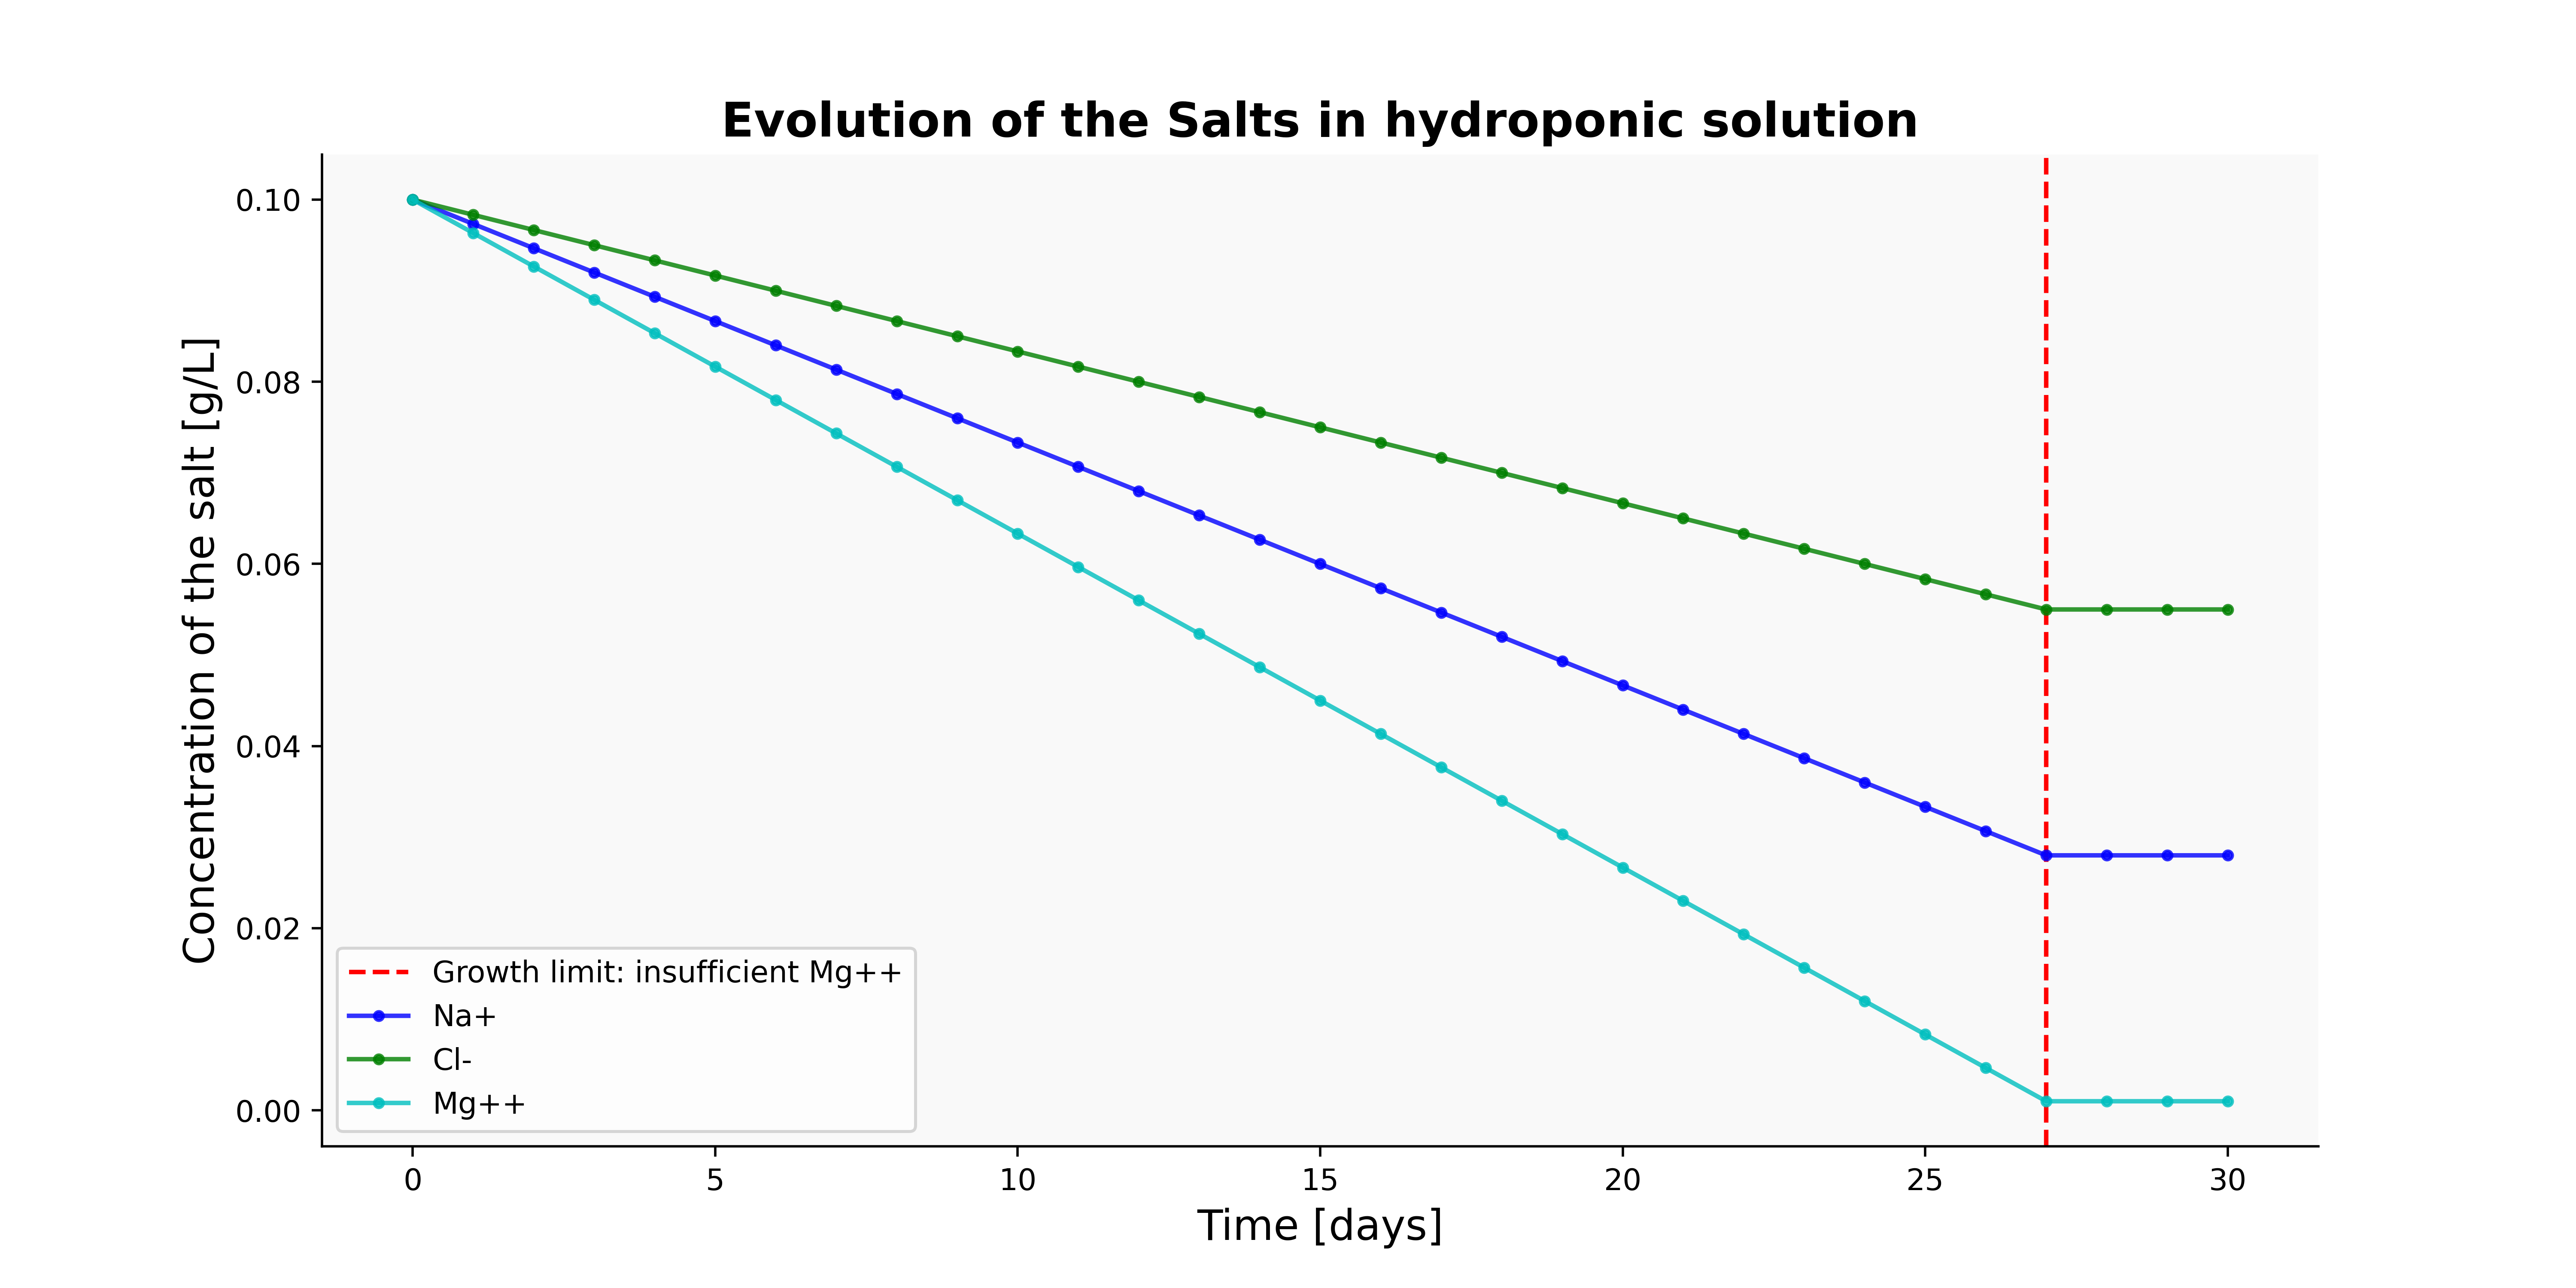 Evolution of the Salts in hydroponic solution
Concentration of the salt [g/L]
0.10
0.08
0.06
0.04
0.02
0.00
Growth limit: insufficient Mg++
Na+
Cl-
Mg++
0 5 10 15 20 25 30
Time [days]